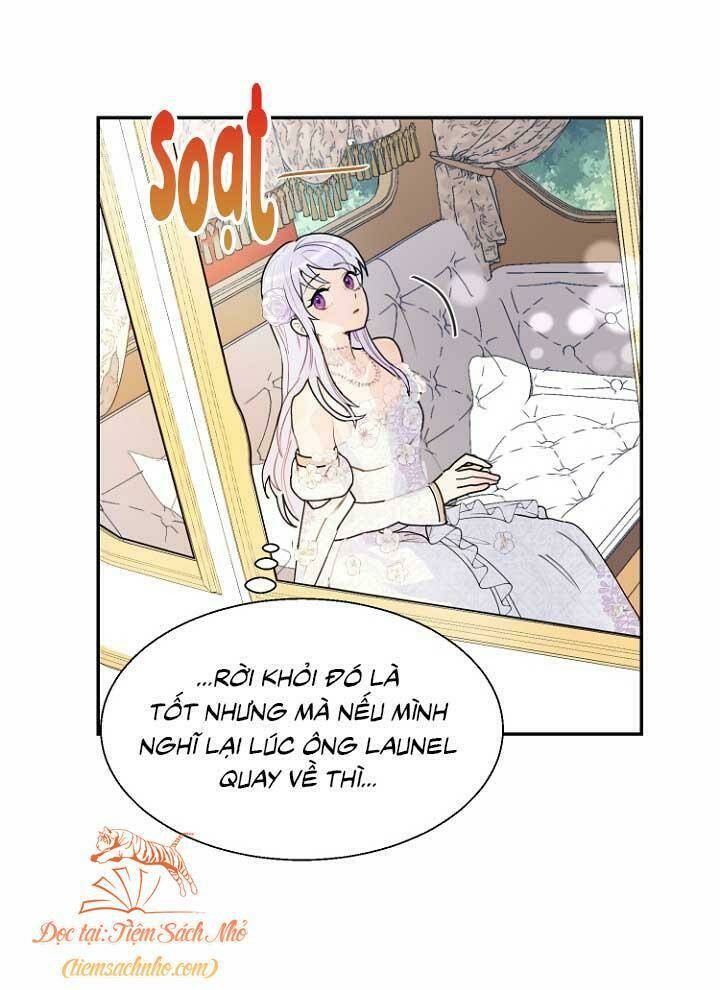 Soạt
...RỜI KHỎI ĐÓ LÀ
TỐT NHƯNG MÀ NẾU MÌNH
NGHĨ LẠI LÚC ÔNG LAUNEL
QUAY VỀ THÌ...
Đọc tại: Tiệm Sách Nhỏ
(tiemsachnho.com)